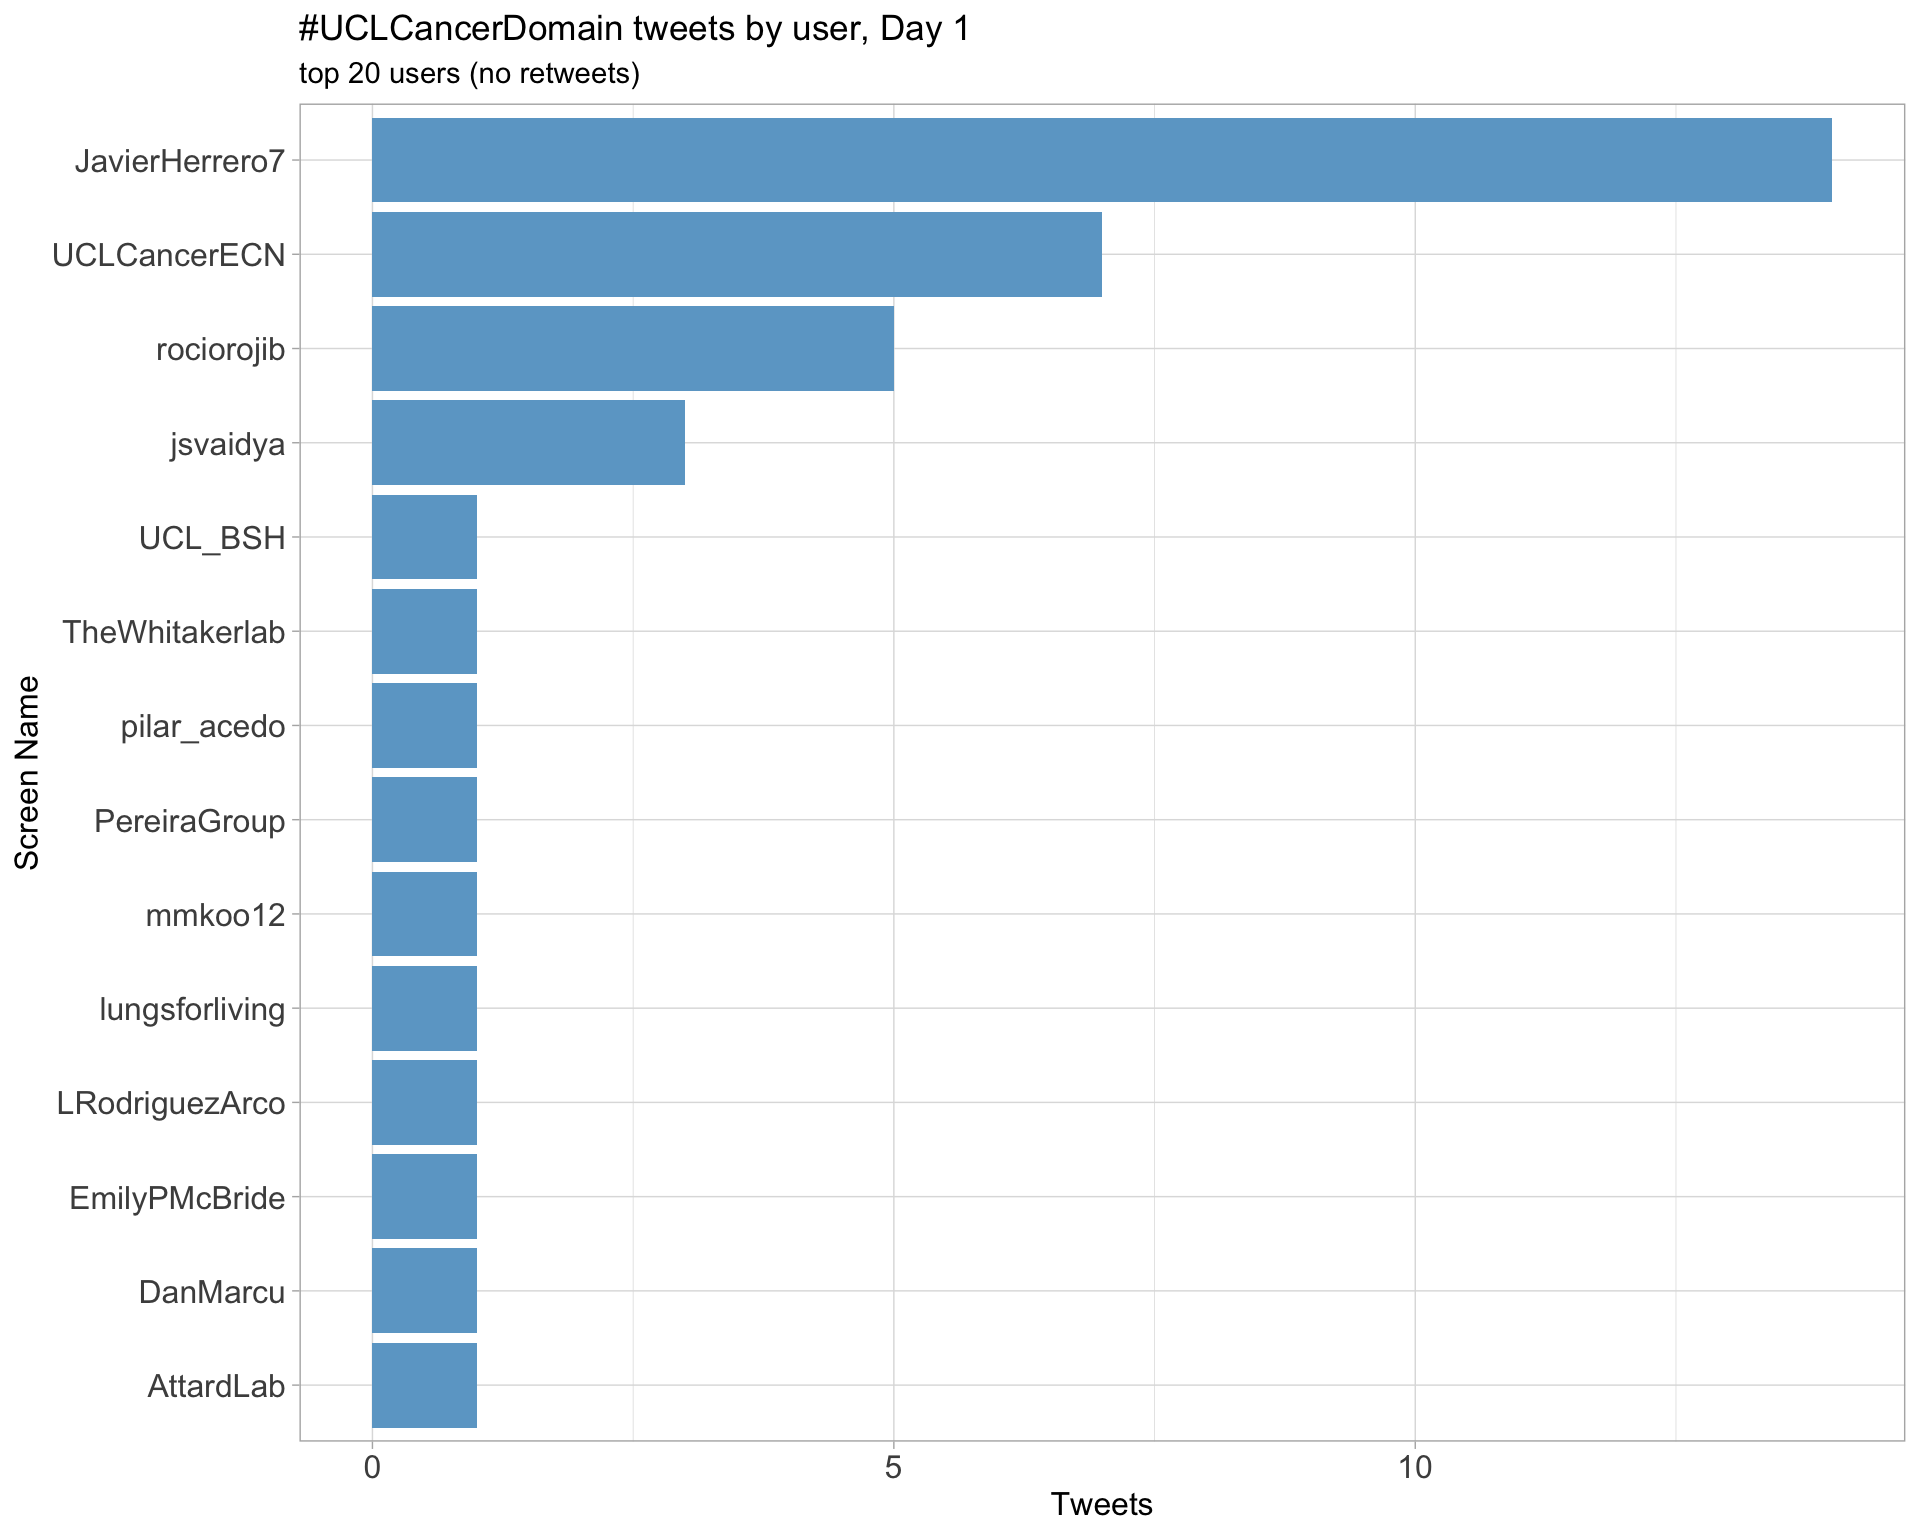 #UCLCancerDomain tweets by user, Day 1
top 20 users (no retweets)
Screen Name
JavierHerrero7
UCLCancerECN
rociorojib
jsvaidya
UCL_BSH
TheWhitakerlab
pilar_acedo
PereiraGroup
mmkoo12
lungsforliving
LRodriguezArco
EmilyPMcBride
DanMarcu
AttardLab
0 5 10
Tweets